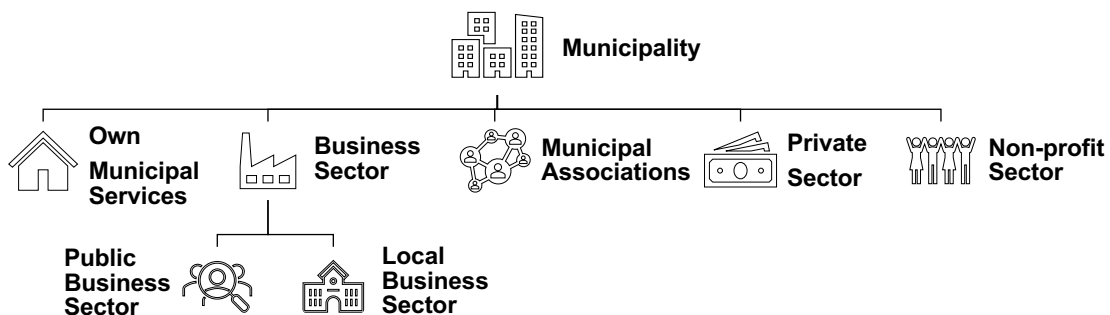 Municipality
Own
Municipal
Services
Business
Sector
Municipal
Associations
Private
Sector
Non-profit
Sector
Public
Business
Sector
Local
Business
Sector